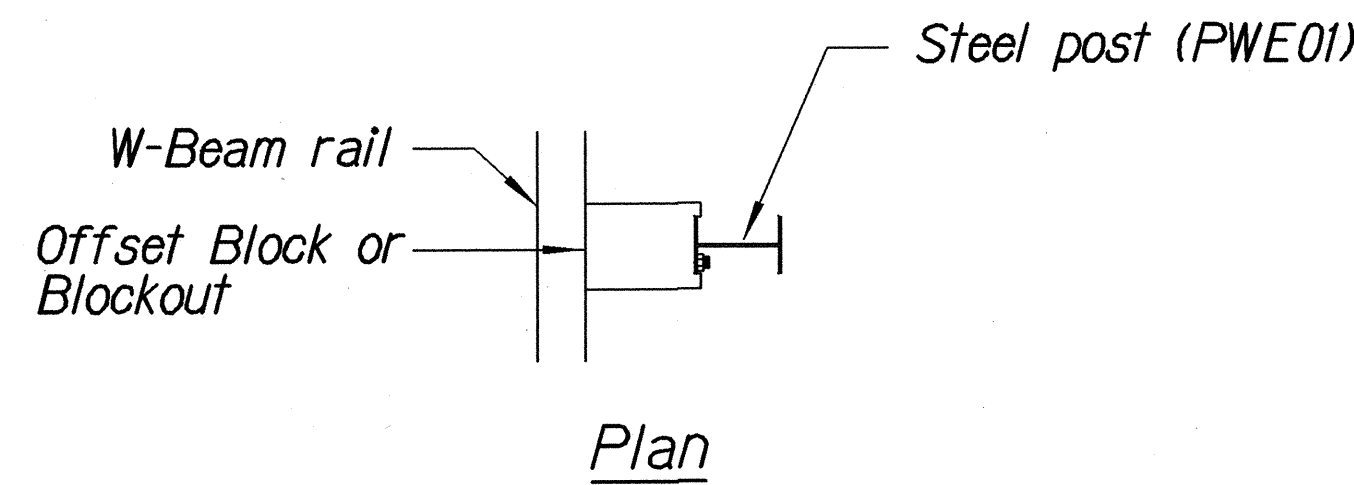 Steel post (PWE01)
W-Beam rail
Offset Block or
Blockout
Plan